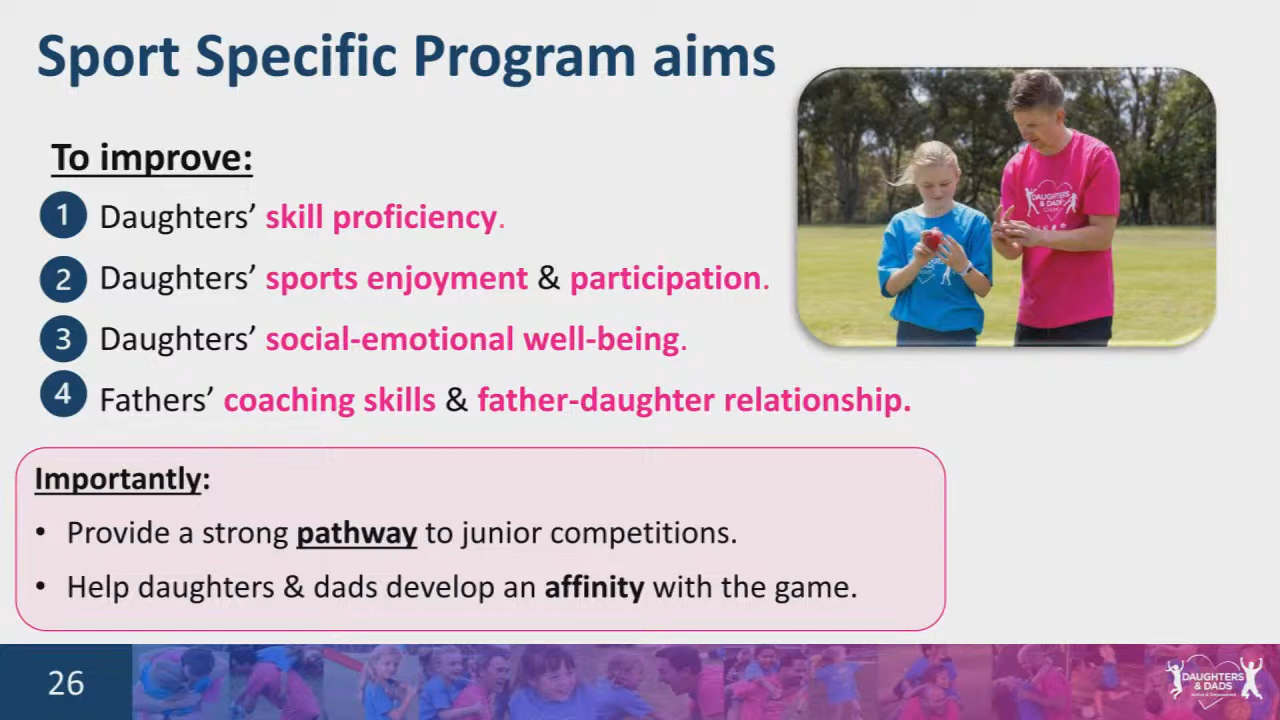 Sport Specific Program aims
To improve:
1 Daughters’ skill proficiency.
2 Daughters’ sports enjoyment & participation.
3 Daughters’ social-emotional well-being.
4 Fathers’ coaching skills & father-daughter relationship.
DAUGHTERS
& DADS
Importantly:
• Provide a strong pathway to junior competitions.
• Help daughters & dads develop an affinity with the game.
26
DAUGHTERS
& DADS